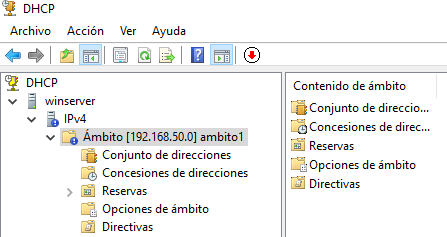 DHCP
Archivo Acción Ver Ayuda
DHCP
winserver
IPv4
Ámbito [192.168.50.0] ambito1
Conjunto de direcciones
Concesiones de direcciones
Reservas
Opciones de ámbito
Directivas
Contenido de ámbito
Conjunto de direccio...
Concesiones de direc...
Reservas
Opciones de ámbito
Directivas